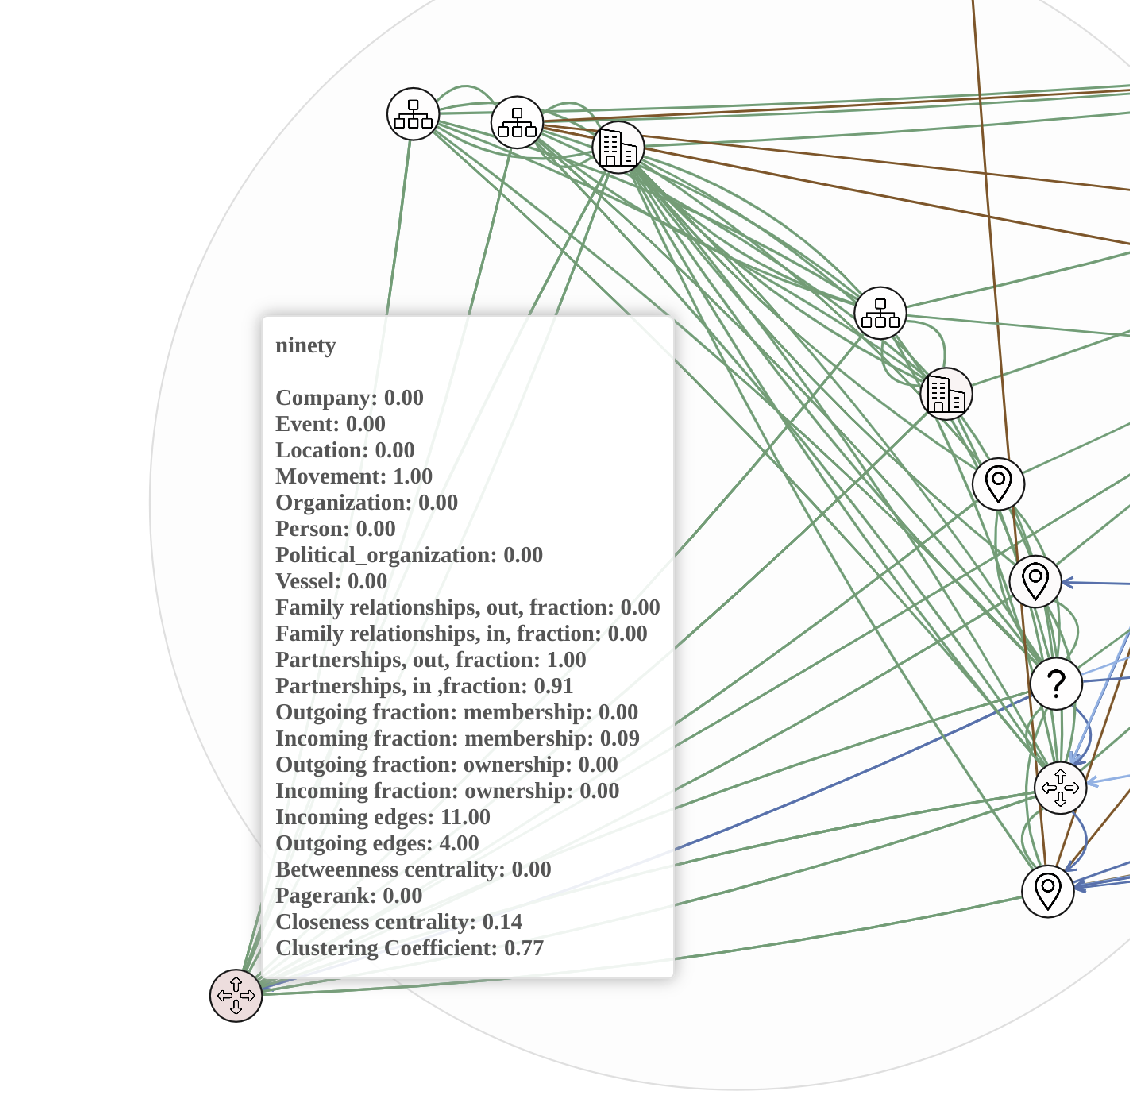 ninety
Company: 0.00
Event: 0.00
Location: 0.00
Movement: 1.00
Organization: 0.00
Person: 0.00
Political_organization: 0.00
Vessel: 0.00
Family relationships, out, fraction: 0.00
Family relationships, in, fraction: 0.00
Partnerships, out, fraction: 1.00
Partnerships, in ,fraction: 0.91
Outgoing fraction: membership: 0.00
Incoming fraction: membership: 0.09
Outgoing fraction: ownership: 0.00
Incoming fraction: ownership: 0.00
Incoming edges: 11.00
Outgoing edges: 4.00
Betweenness centrality: 0.00
Pagerank: 0.00
Closeness centrality: 0.14
Clustering Coefficient: 0.77
?